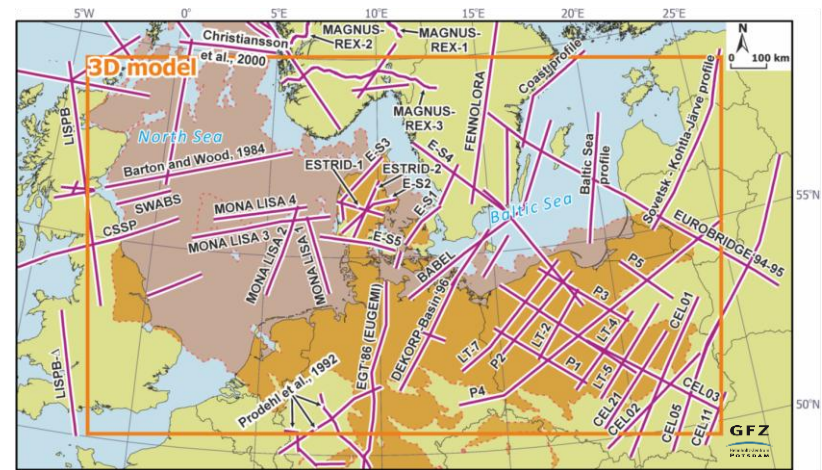 5°W
0°
5°E
10°E
15°E
20°E
25°E
N
0 100 km
3D model
Christiansson
et al., 2000
MAGNUS-
REX-2
MAGNUS-
REX-1
MAGNUS-
REX-3
FENNOLORA
Coast profile
LISPB
North Sea
Barton and Wood, 1984
SWABS
CSSP
MONA LISA 4
MONA LISA 3
MONA LISA 2
MONA LISA 1
ESTRID-1
E-S3
ESTRID-2
E-S2
E-S4
E-S1
E-S5
BABEL
Baltic Sea
Baltic Sea
profile
Sovetsk - Kohtla-Järve profile
55°N
EUROBRIDGE'94-95
LISPB-1
Prodehl et al., 1992
EGT'86 (EUGEMI)
DEKORP-Basin'96
LT-7
P2
LT-2
P4
P1
P3
P5
LT-4
LT-5
CEL01
CEL21
CEL02
CEL03
CEL05
CEL11
50°N
GFZ
POTSDAM